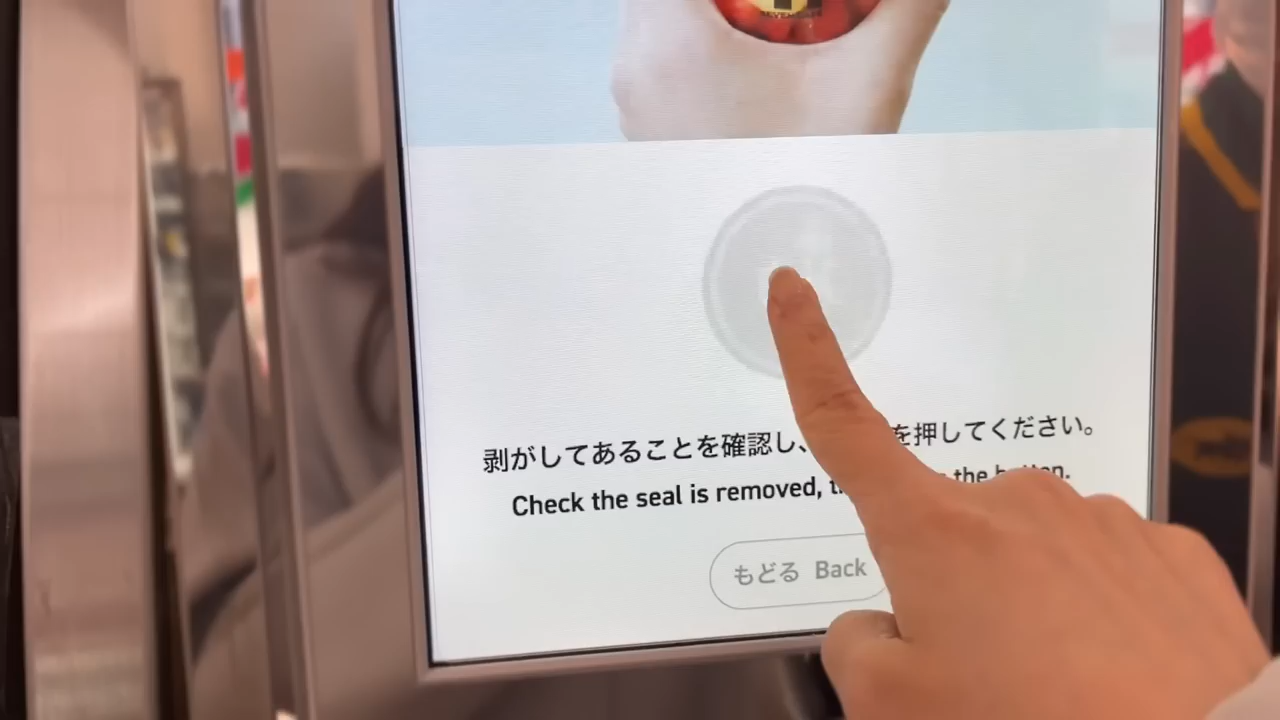 剥がしてあることを確認し、を押してください。
Check the seal is removed, the button.
もどる Back